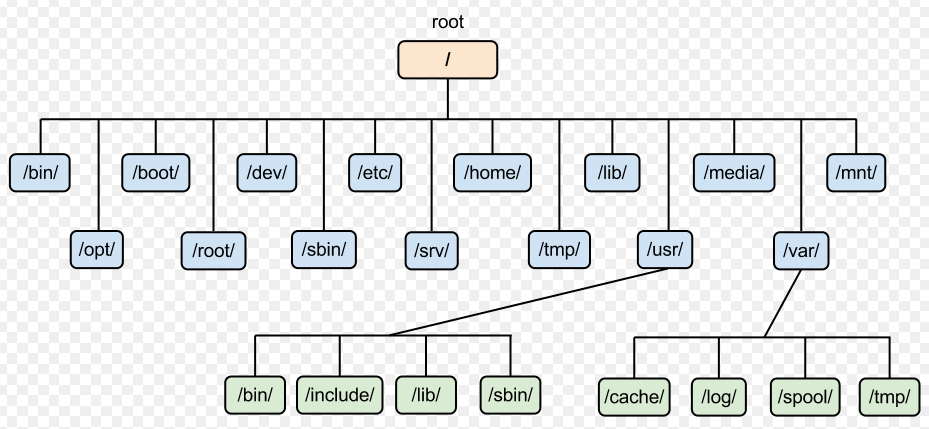 root
/
/bin/ /boot/ /dev/ /etc/ /home/ /lib/ /media/ /mnt/
/opt/ /root/ /sbin/ /srv/ /tmp/ /usr/ /var/
/bin/ /include/ /lib/ /sbin/ /cache/ /log/ /spool/ /tmp/